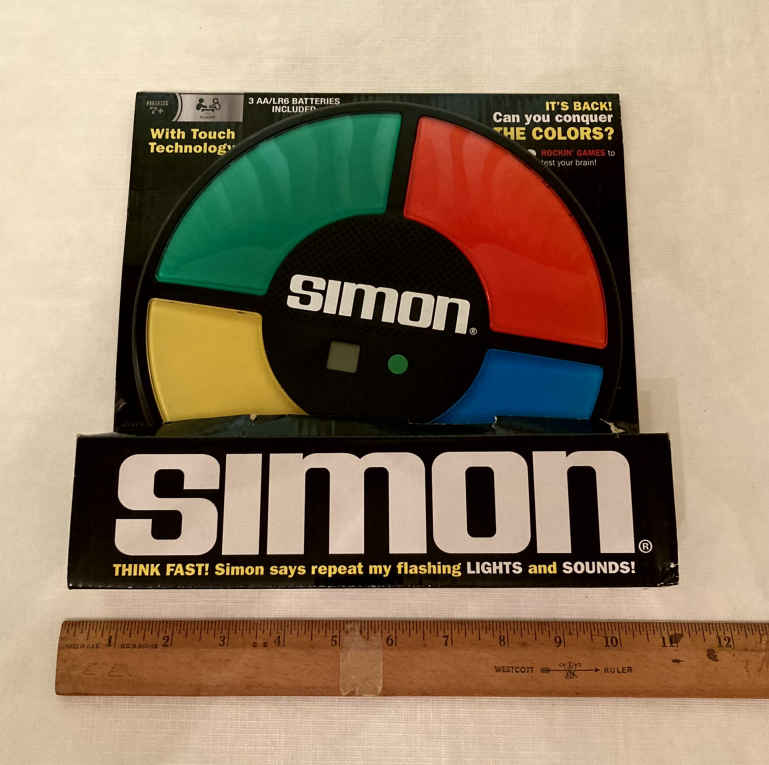 AGES
7+
3 AA/LR6 BATTERIES
INCLUDED
With Touch
Technology
IT'S BACK!
Can you conquer
THE COLORS?
ROCKIN' GAMES to
test your brain!
simon®
simon®
THINK FAST! Simon says repeat my flashing LIGHTS and SOUNDS!
1 2 3 4 5 6 7 8 9 10 11 12
WESTCOTT RULER
E E